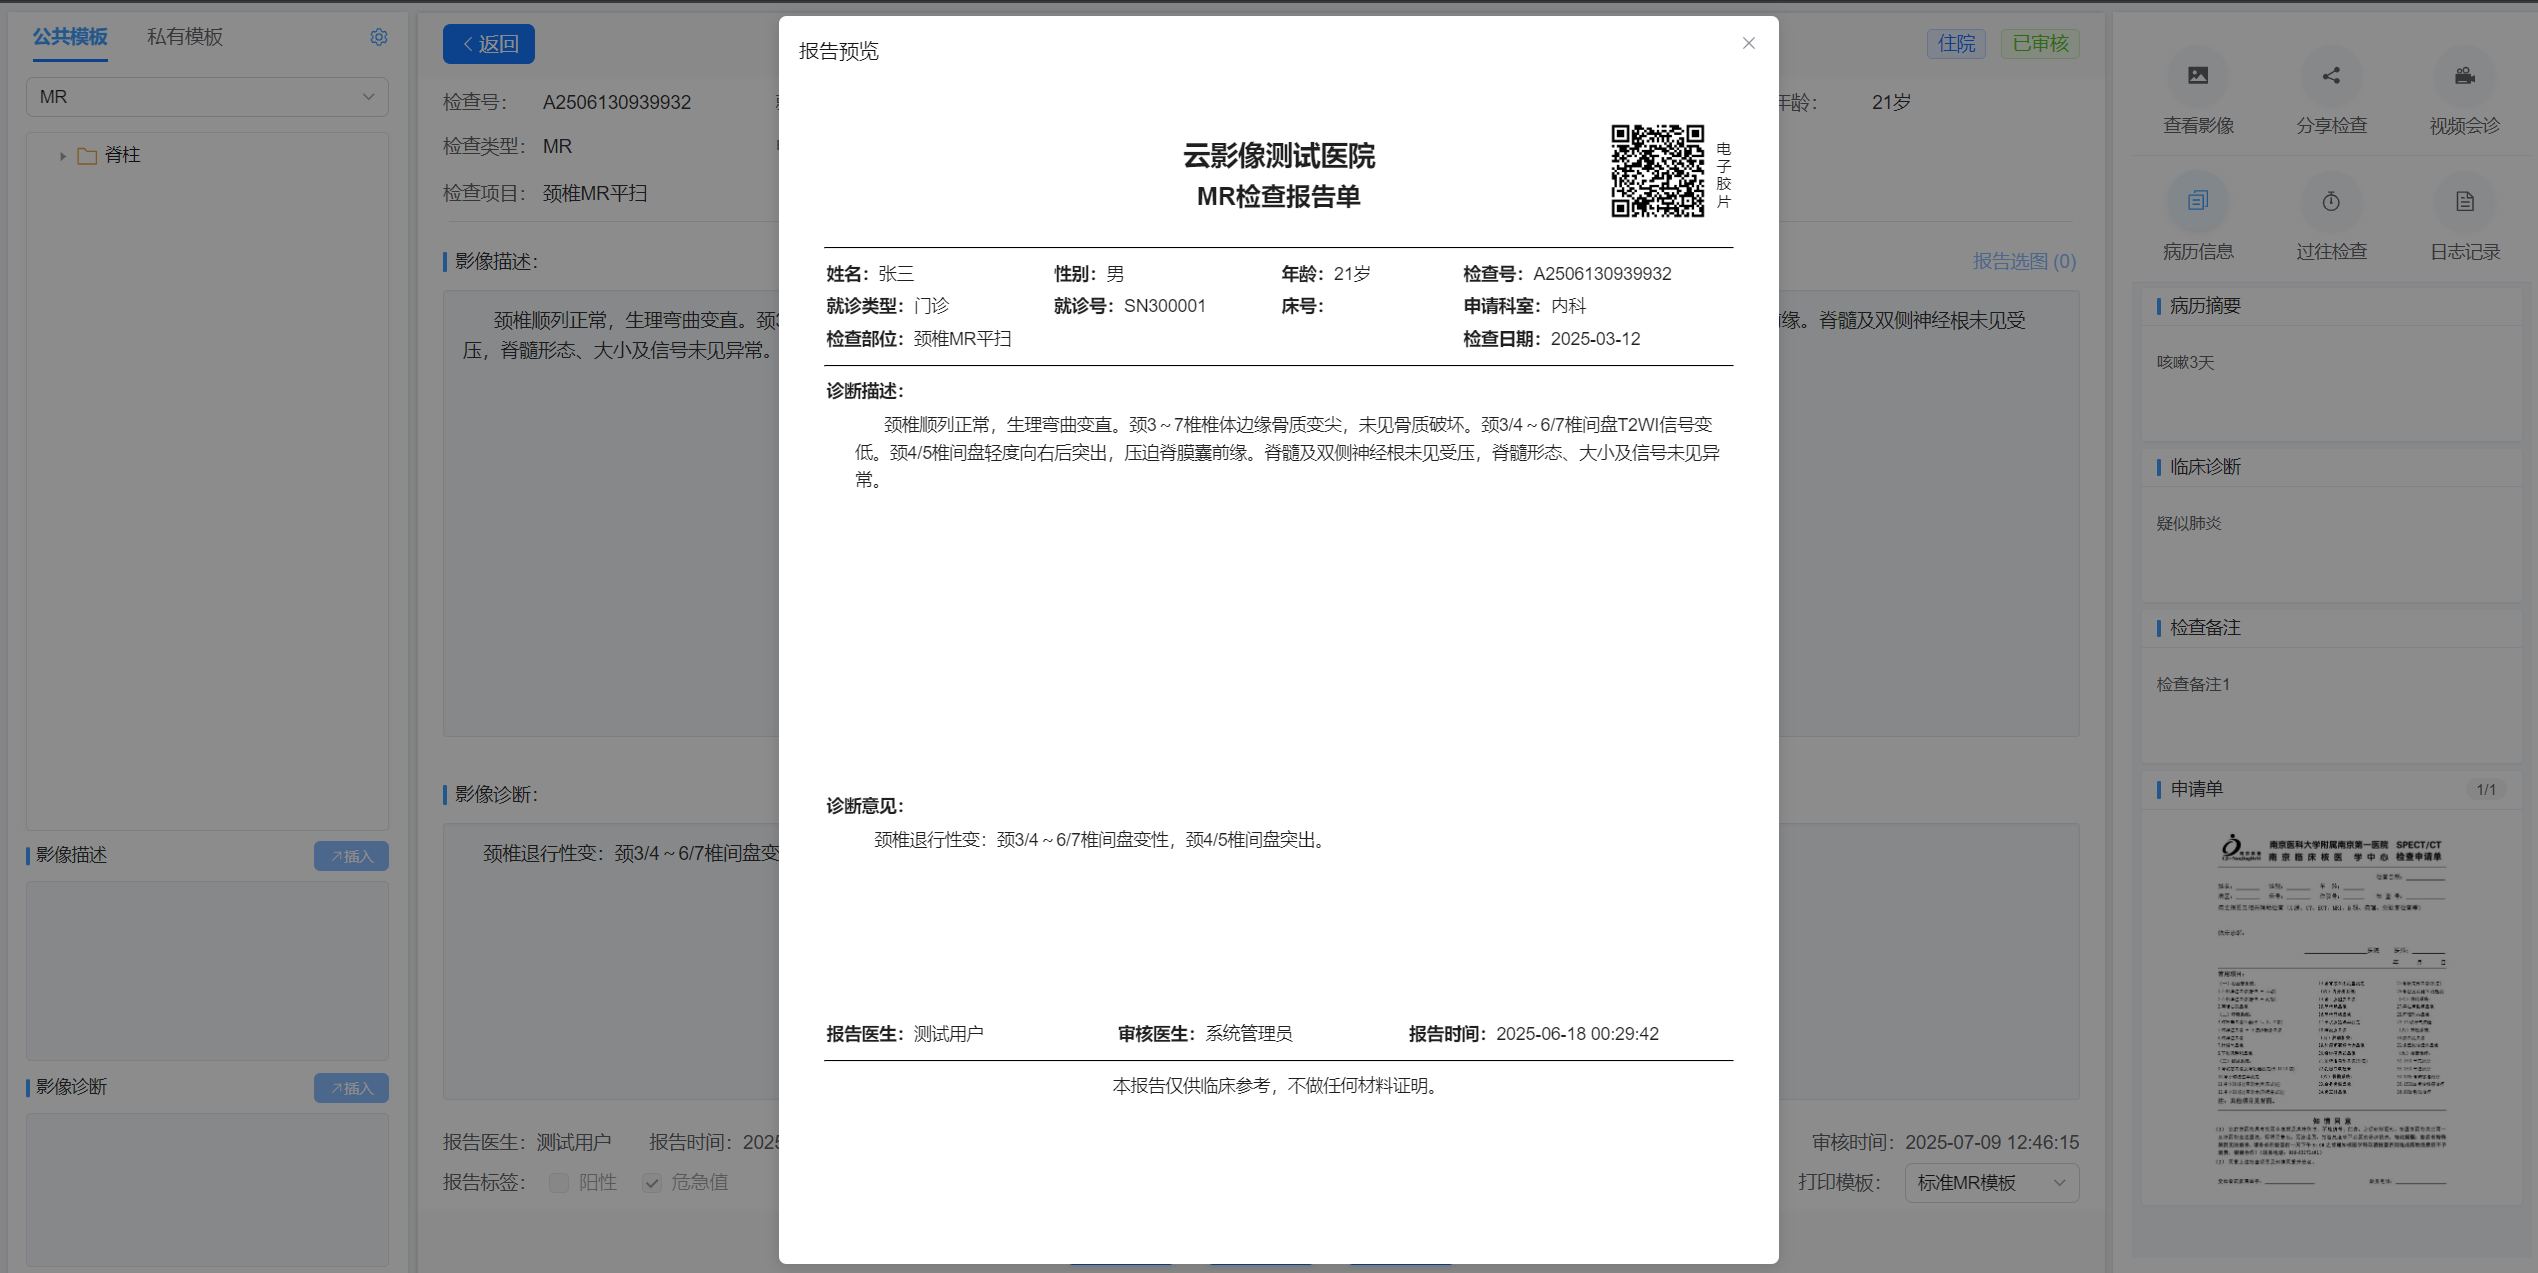 公共模板 私有模板
MR
脊柱
影像描述 插入
影像诊断 插入
返回 住院 已审核
检查号： A2506130939932 年龄： 21岁
检查类型： MR
检查项目： 颈椎MR平扫
影像描述： 报告选图 (0)
颈椎顺列正常，生理弯曲变直。颈 缘。脊髓及双侧神经根未见受
压，脊髓形态、大小及信号未见异常。
影像诊断：
颈椎退行性变：颈3/4～6/7椎间盘变
报告医生： 测试用户 报告时间： 2025 审核时间： 2025-07-09 12:46:15
报告标签： 阳性 危急值 打印模板： 标准MR模板
报告预览
云影像测试医院
MR检查报告单
电子胶片
姓名：张三 性别：男 年龄：21岁 检查号：A2506130939932
就诊类型：门诊 就诊号：SN300001 床号： 申请科室：内科
检查部位：颈椎MR平扫 检查日期：2025-03-12
诊断描述：
颈椎顺列正常，生理弯曲变直。颈3～7椎椎体边缘骨质变尖，未见骨质破坏。颈3/4～6/7椎间盘T2WI信号变
低。颈4/5椎间盘轻度向右后突出，压迫脊膜囊前缘。脊髓及双侧神经根未见受压，脊髓形态、大小及信号未见异
常。
诊断意见：
颈椎退行性变：颈3/4～6/7椎间盘变性，颈4/5椎间盘突出。
报告医生：测试用户 审核医生：系统管理员 报告时间：2025-06-18 00:29:42
本报告仅供临床参考，不做任何材料证明。
查看影像 分享检查 视频会诊
病历信息 过往检查 日志记录
病历摘要
咳嗽3天
临床诊断
疑似肺炎
检查备注
检查备注1
申请单 1/1
南京医科大学附属南京第一医院 SPECT/CT
南京临床核医学中心 检查申请单
知情同意